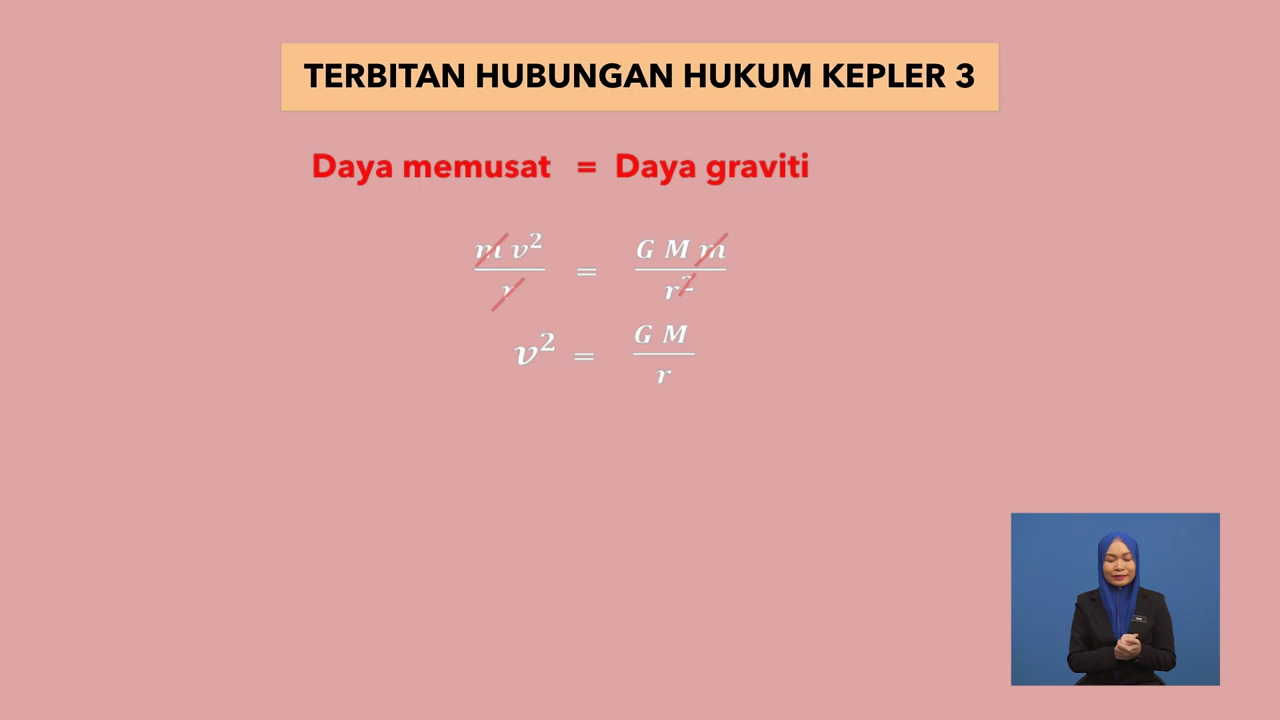 TERBITAN HUBUNGAN HUKUM KEPLER 3
Daya memusat = Daya graviti
m v² / r = G M m / r²
v² = G M / r